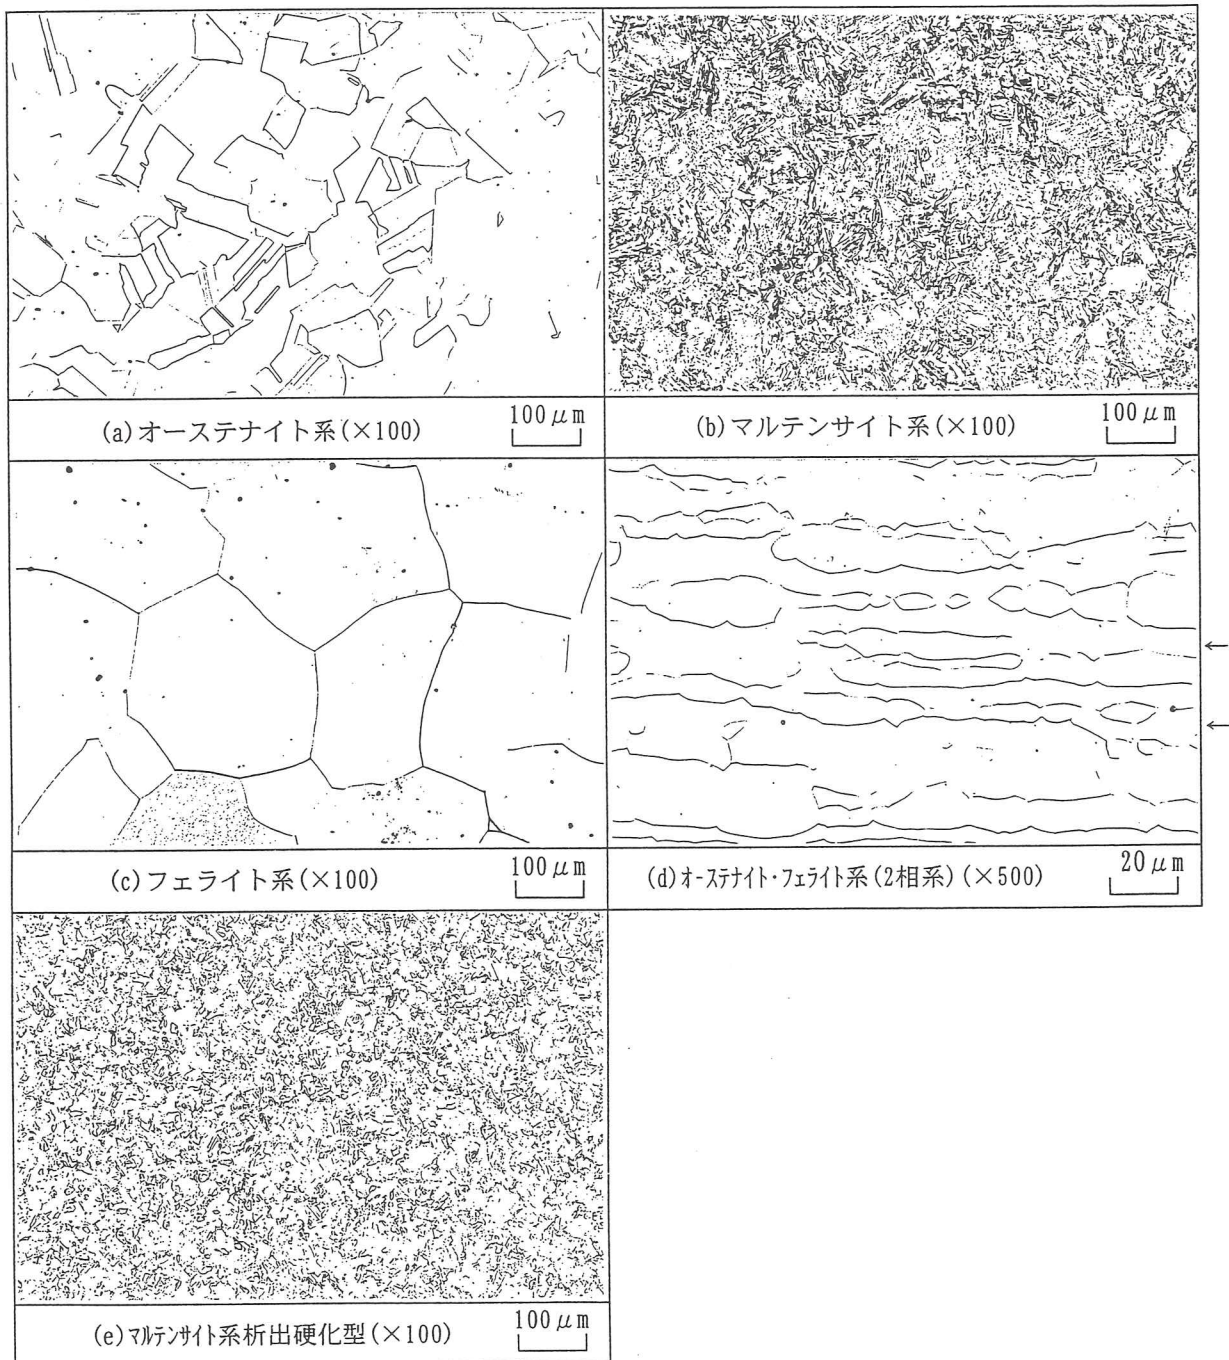 (a)オーステナイト系(×100) 100μm
(b)マルテンサイト系(×100) 100μm
(c)フェライト系(×100) 100μm
(d)オーステナイト・フェライト系(2相系)(×500) 20μm
(e)マルテンサイト系析出硬化型(×100) 100μm